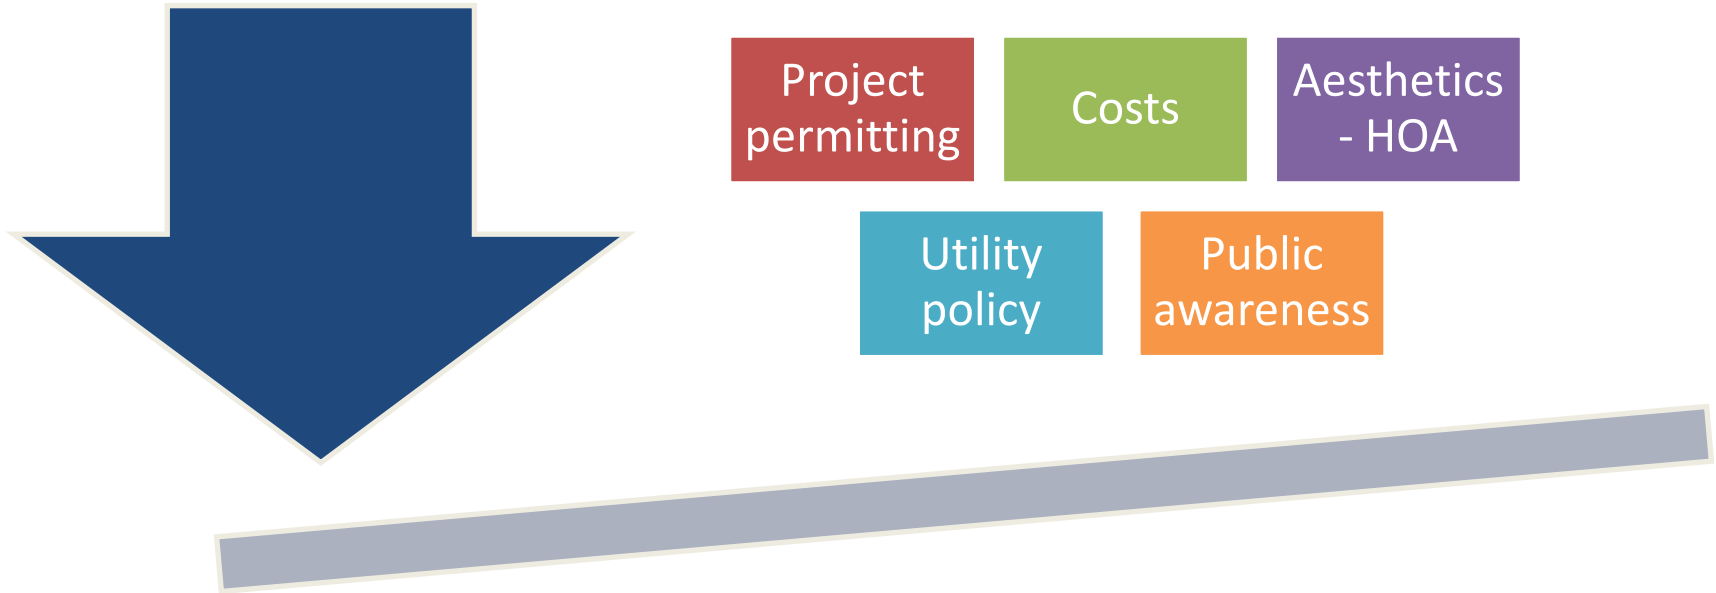 Project
permitting
Costs
Aesthetics
- HOA
Utility
policy
Public
awareness